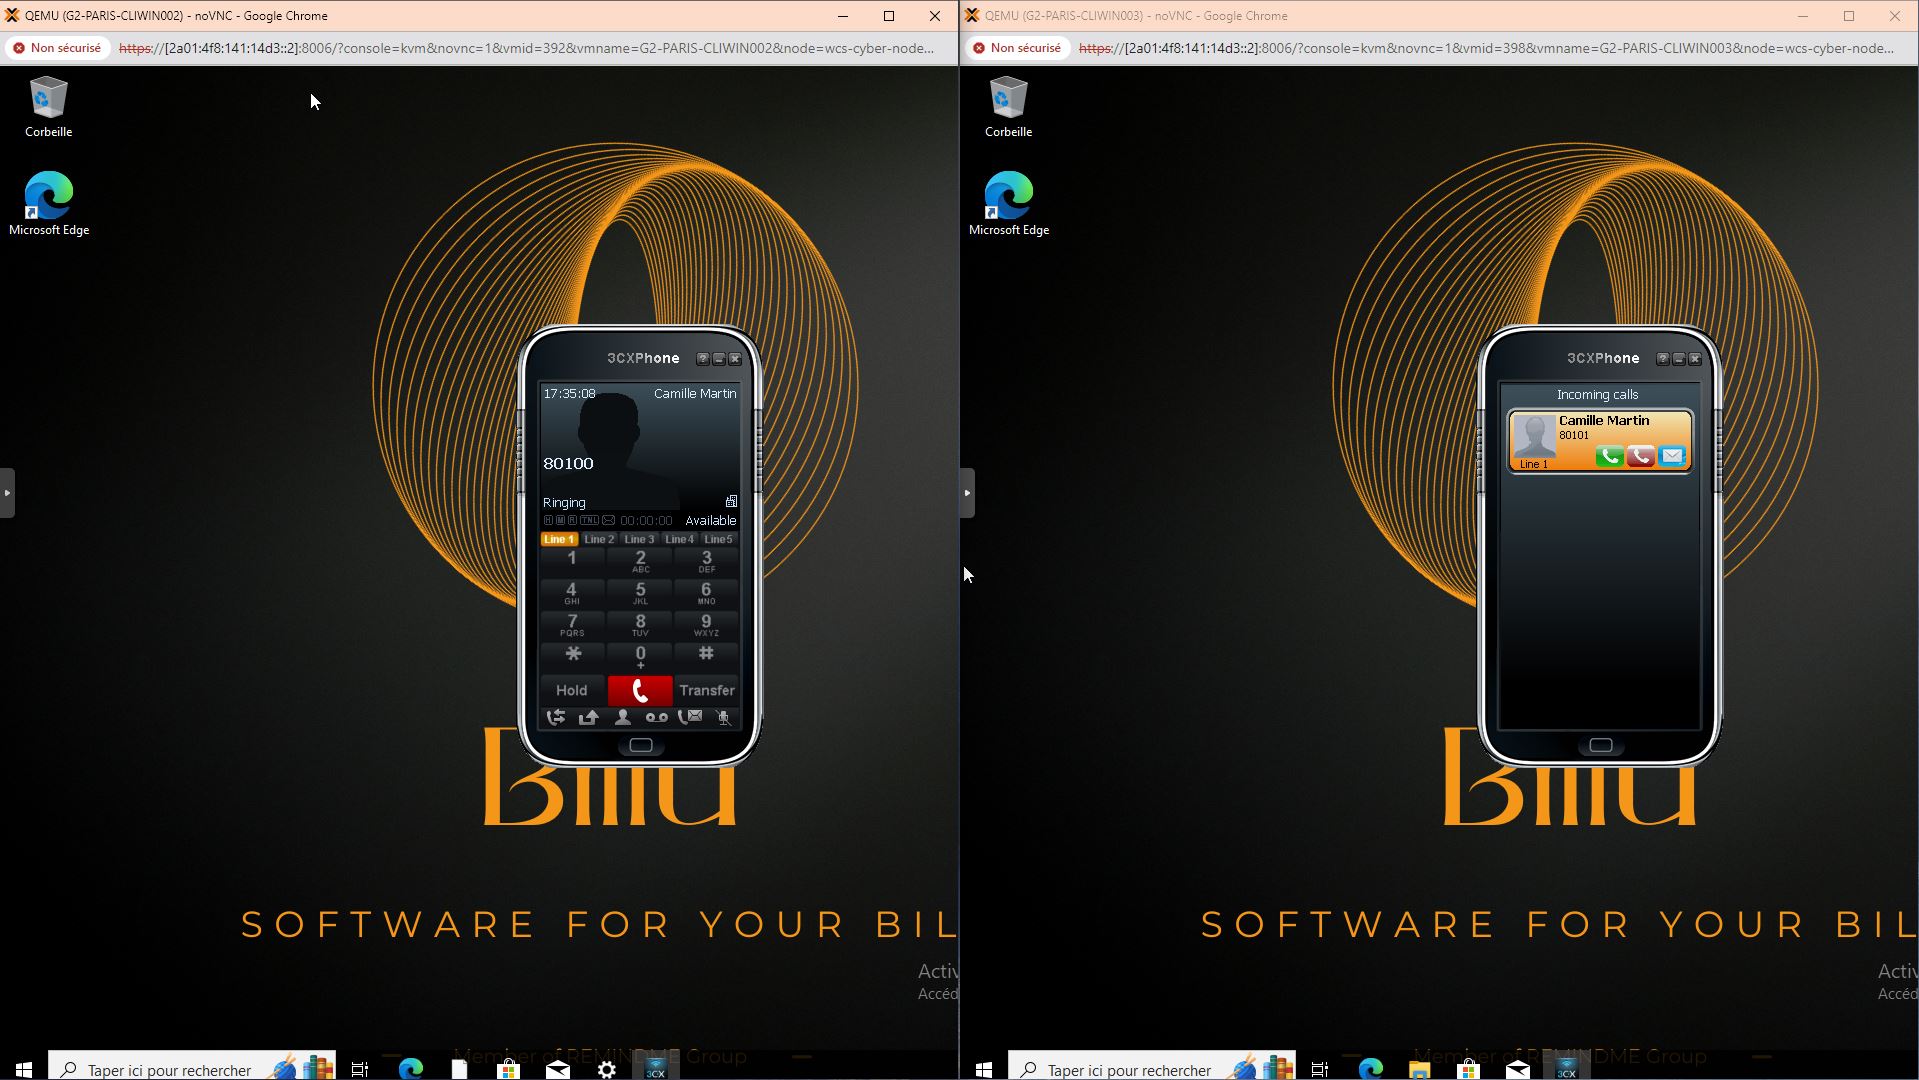 QEMU (G2-PARIS-CLIWIN002) - noVNC - Google Chrome
Non sécurisé
https://[2a01:4f8:141:14d3::2]:8006/?console=kvm&novnc=1&vmid=392&vmname=G2-PARIS-CLIWIN002&node=wcs-cyber-node...
Corbeille
Microsoft Edge
3CXPhone
17:35:08
Camille Martin
80100
Ringing
H M R TNL 00:00:00 Available
Line 1 Line 2 Line 3 Line 4 Line 5
1 2 3
ABC DEF
4 5 6
GHI JKL MNO
7 8 9
PQRS TUV WXYZ
* 0 #
+
Hold Transfer
Billu
SOFTWARE FOR YOUR BIL
Activ
Accéd
Member of REMINDME Group
Taper ici pour rechercher
3CX
QEMU (G2-PARIS-CLIWIN003) - noVNC - Google Chrome
Non sécurisé
https://[2a01:4f8:141:14d3::2]:8006/?console=kvm&novnc=1&vmid=398&vmname=G2-PARIS-CLIWIN003&node=wcs-cyber-node...
Corbeille
Microsoft Edge
3CXPhone
Incoming calls
Camille Martin
80101
Line 1
Billu
SOFTWARE FOR YOUR BIL
Activ
Accéd
Member of REMINDME Group
Taper ici pour rechercher
3CX